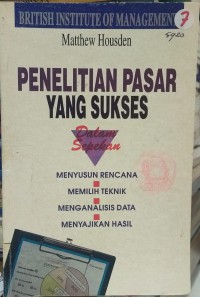 BRITISH INSTITUTE OF MANAGEMENT
7
Matthew Housden
PENELITIAN PASAR
YANG SUKSES
Dalam
Sepekan
MENYUSUN RENCANA
MEMILIH TEKNIK
MENGANALISIS DATA
MENYAJIKAN HASIL